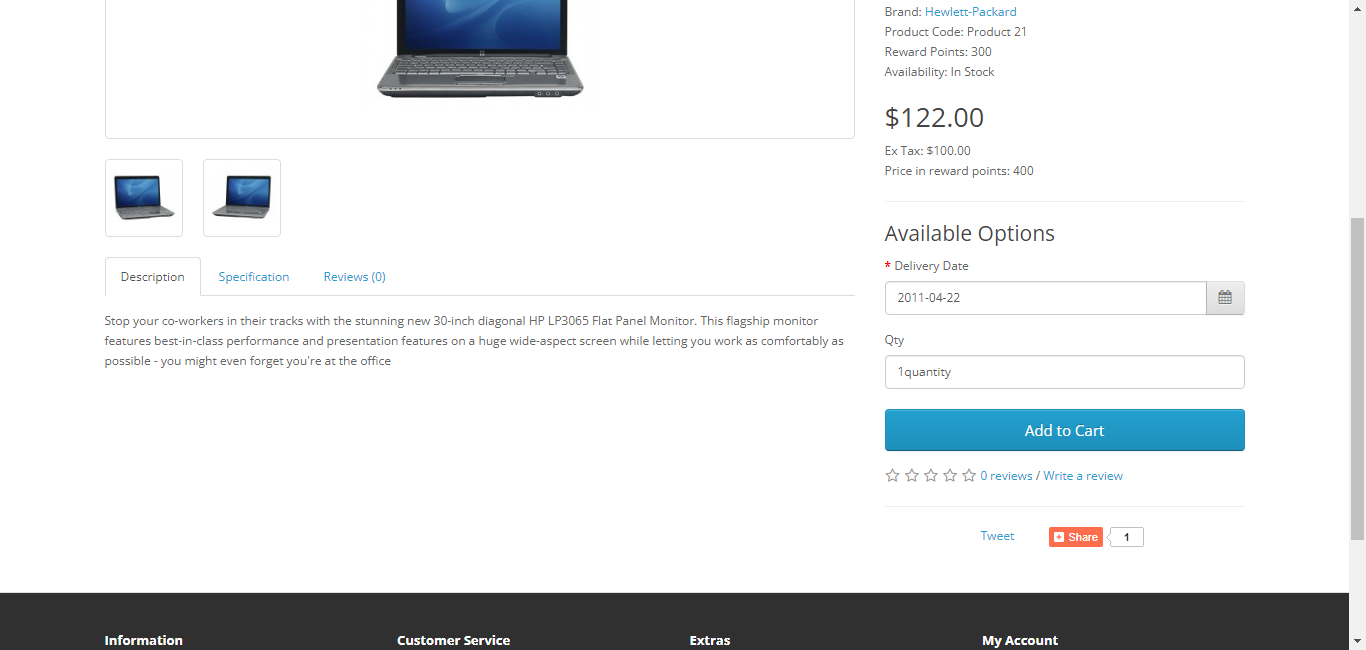 Brand: Hewlett-Packard
Product Code: Product 21
Reward Points: 300
Availability: In Stock
$122.00
Ex Tax: $100.00
Price in reward points: 400
Description Specification Reviews (0)
Stop your co-workers in their tracks with the stunning new 30-inch diagonal HP LP3065 Flat Panel Monitor. This flagship monitor
features best-in-class performance and presentation features on a huge wide-aspect screen while letting you work as comfortably as
possible - you might even forget you're at the office
Available Options
* Delivery Date
2011-04-22
Qty
1quantity
Add to Cart
0 reviews / Write a review
Tweet Share 1
Information Customer Service Extras My Account